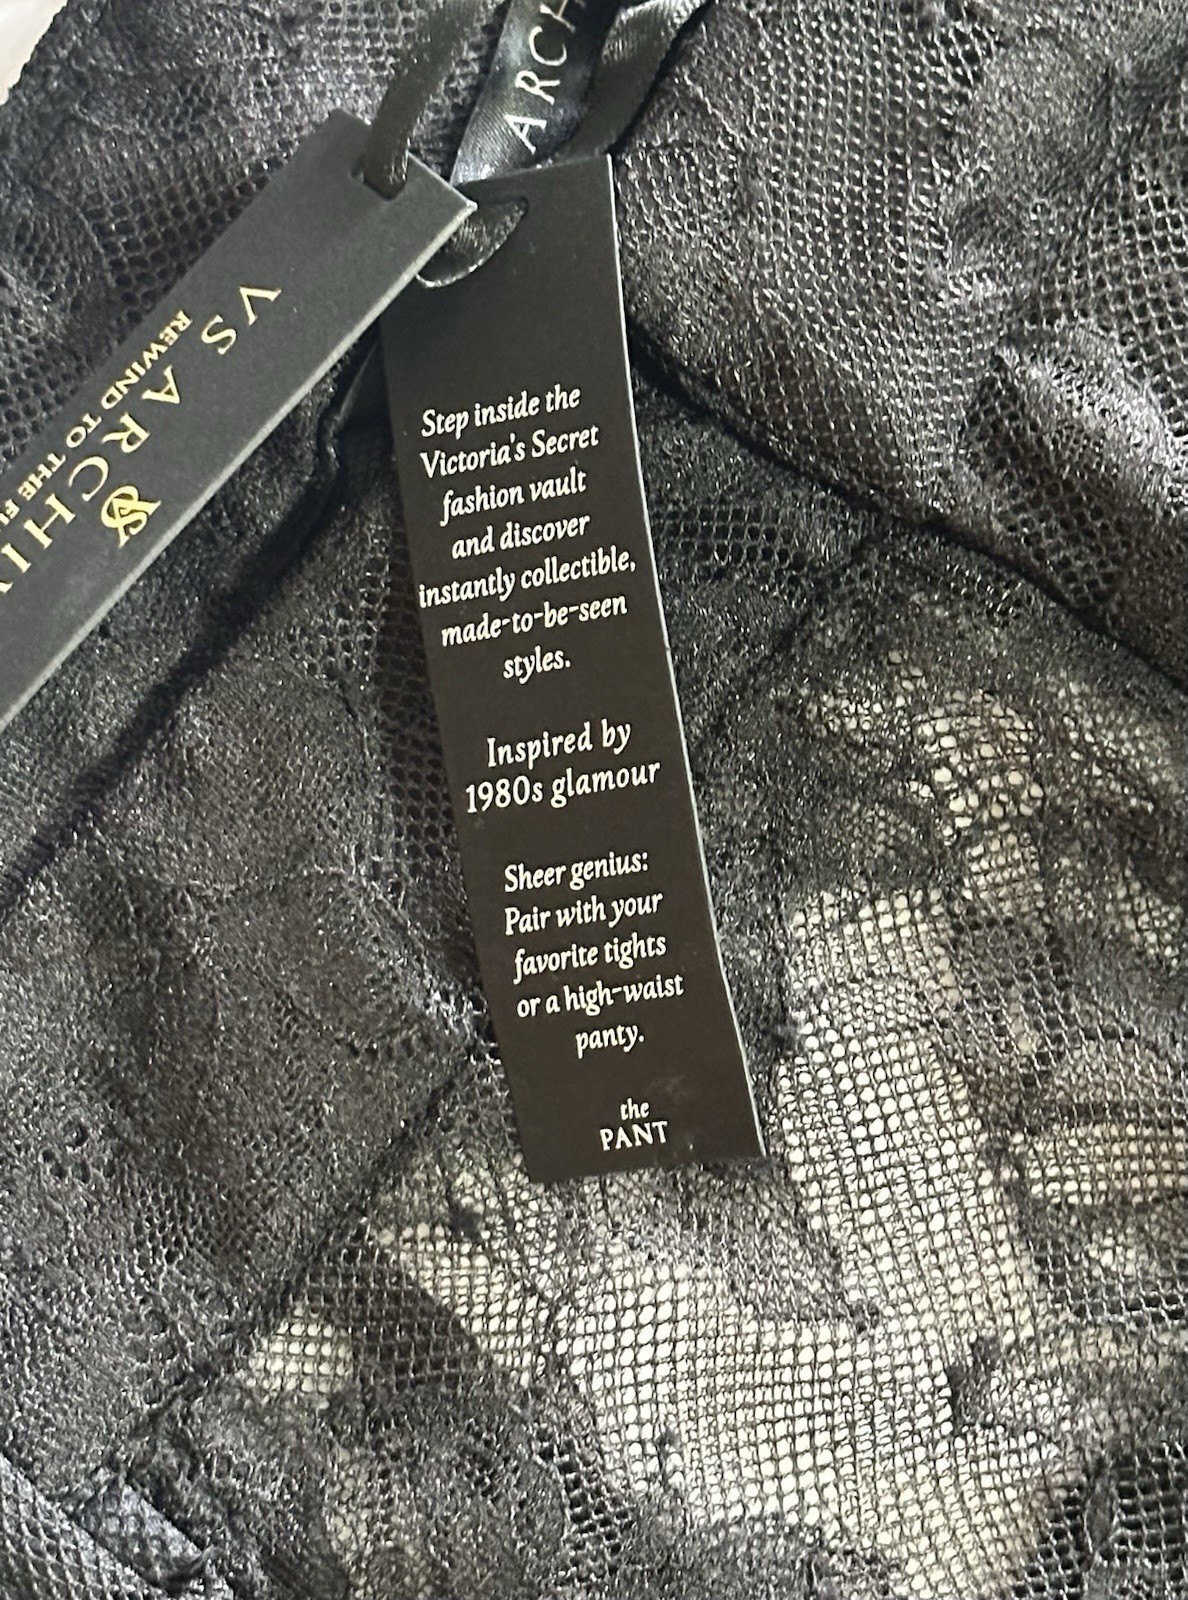 ARCH
VS ARCHIV
REWIND TO THE
VS
Step inside the
Victoria's Secret
fashion vault
and discover
instantly collectible,
made-to-be-seen
styles.
Inspired by
1980s glamour
Sheer genius:
Pair with your
favorite tights
or a high-waist
panty.
the
PANT